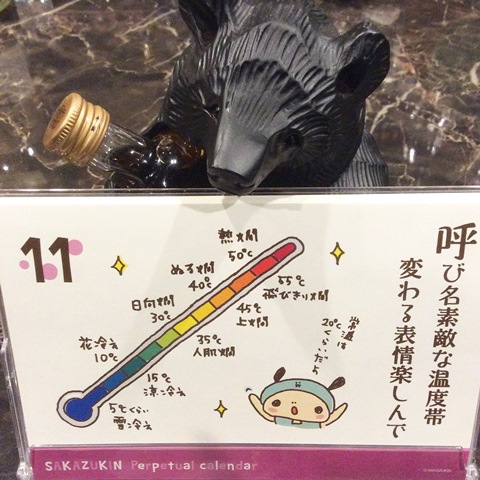 11
呼び名素敵な温度帯
変わる表情楽しんで
熱燗
50℃
ぬる燗
40℃
日向燗
30℃
花冷え
10℃
55℃
飛びきり燗
45℃
上燗
35℃
人肌燗
15℃
涼冷え
5℃くらい
雪冷え
常温は
20℃
くらいだよ
SAKAZUKIN Perpetual calendar
©SAKAZUKIN